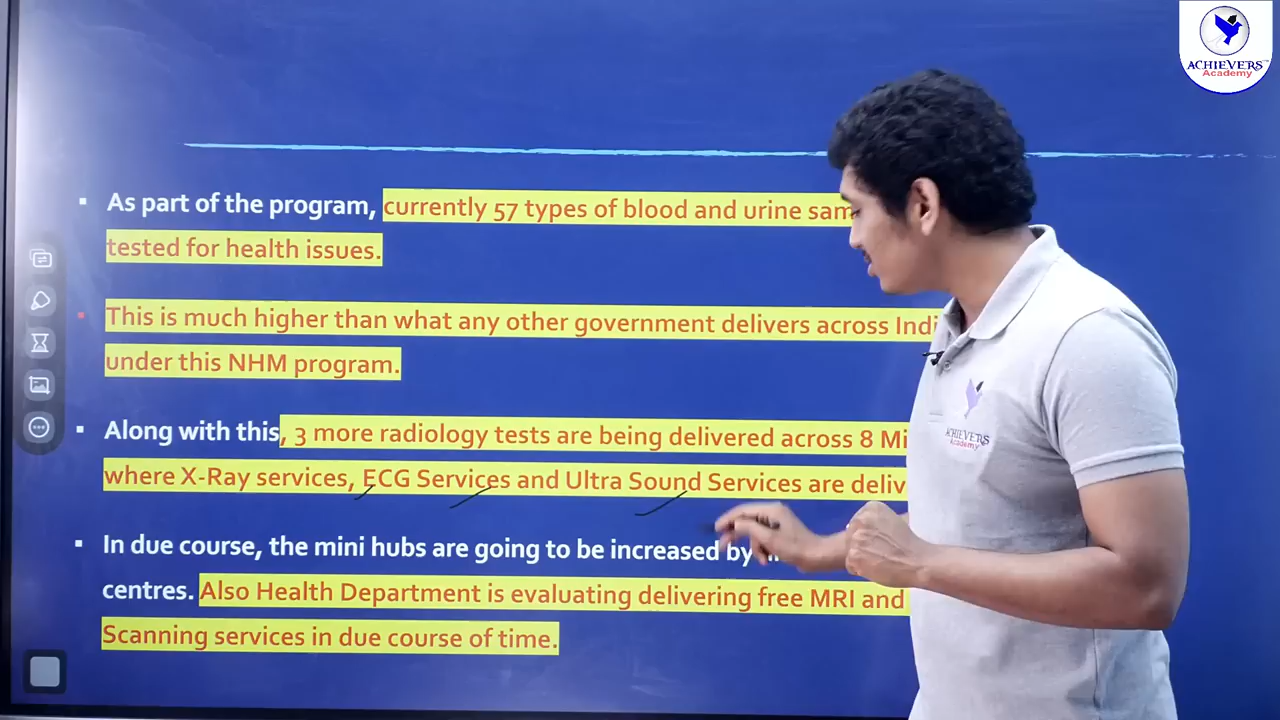 ACHIEVERS
Academy
As part of the program, currently 57 types of blood and urine
tested for health issues.
This is much higher than what any other government delivers across
under this NHM program.
Along with this, 3 more radiology tests are being delivered across 8
where X-Ray services, ECG Services and Ultra Sound Services are
In due course, the mini hubs are going to be increased by
centres. Also Health Department is evaluating delivering free MRI and
Scanning services in due course of time.
ACHIEVERS
Academy